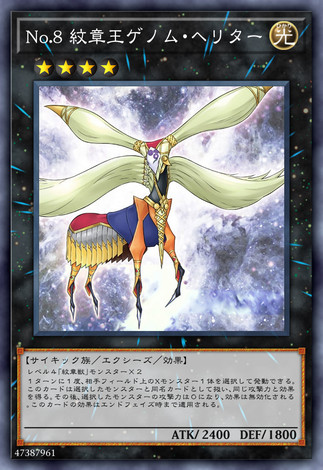 No.8 紋章王ゲノム・ヘリター
光
【サイキック族／エクシーズ／効果】
レベル４「紋章獣」モンスター×２
１ターンに１度、相手フィールド上のXモンスター１体を選択して発動できる。
このカードは選択したモンスターと同名カードとして扱い、同じ攻撃力と効果
を得る。その後、選択したモンスターの攻撃力は０になり、効果は無効化され
る。このカードの効果はエンドフェイズ時まで適用される。
ATK/ 2400 DEF/ 1800
47387961